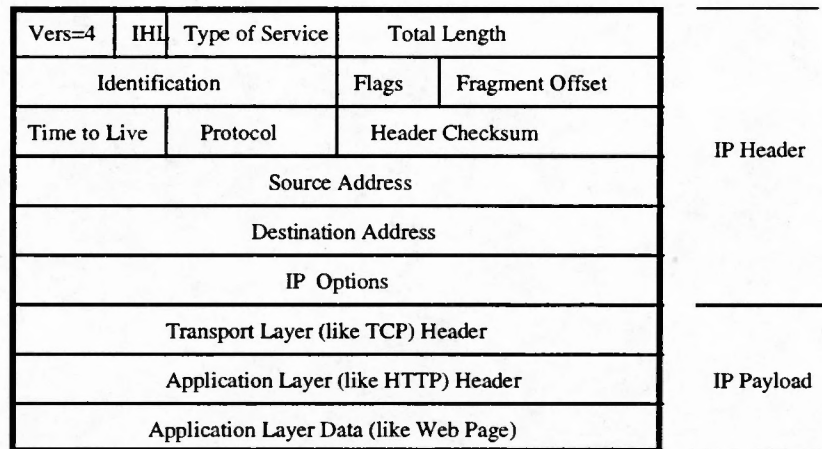 Vers=4 IHL Type of Service Total Length
Identification Flags Fragment Offset
Time to Live Protocol Header Checksum
IP Header
Source Address
Destination Address
IP Options
Transport Layer (like TCP) Header
Application Layer (like HTTP) Header
IP Payload
Application Layer Data (like Web Page)